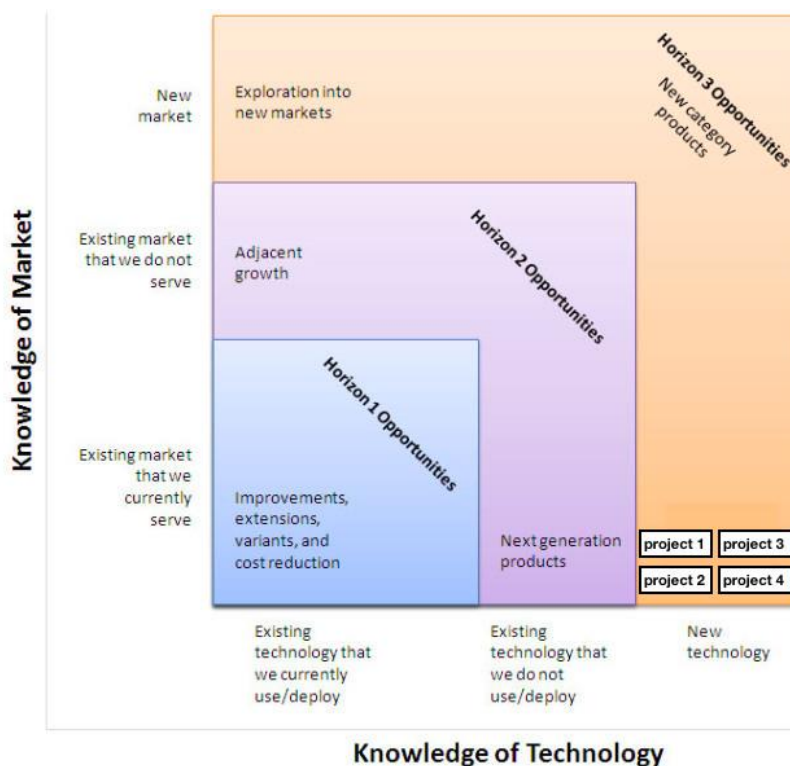 Knowledge of Market
New
market
Existing market
that we do not
serve
Existing market
that we
currently
serve
Exploration into
new markets
Horizon 3 Opportunities
New category
products
Adjacent
growth
Horizon 2 Opportunities
Horizon 1 Opportunities
Improvements,
extensions,
variants, and
cost reduction
Next generation
products
project 1
project 3
project 2
project 4
Existing
technology that
we currently
use/deploy
Existing
technology that
we do not
use/deploy
New
technology
Knowledge of Technology